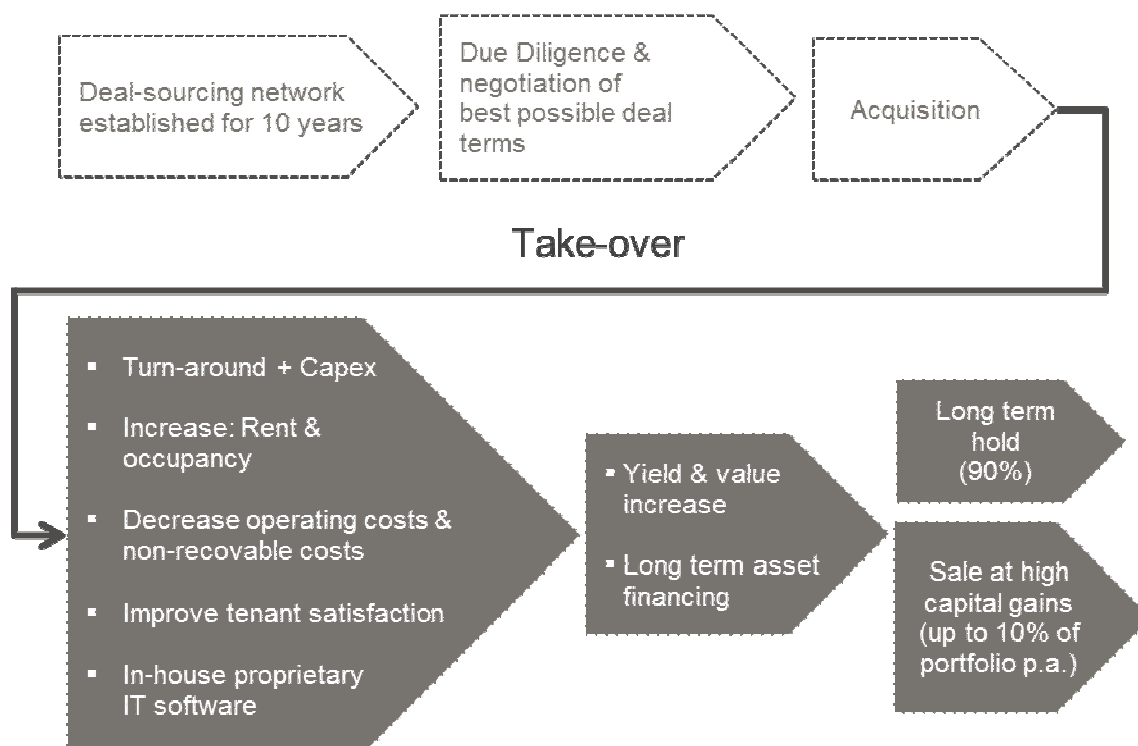 Deal-sourcing network
established for 10 years
Due Diligence &
negotiation of
best possible deal
terms
Acquisition
Take-over
▪ Turn-around + Capex
▪ Increase: Rent &
occupancy
▪ Decrease operating costs &
non-recovable costs
▪ Improve tenant satisfaction
▪ In-house proprietary
IT software
▪ Yield & value
increase
▪ Long term asset
financing
Long term
hold
(90%)
Sale at high
capital gains
(up to 10% of
portfolio p.a.)